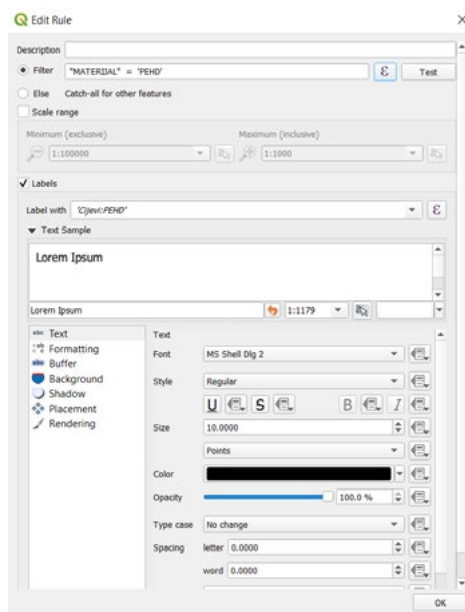 Edit Rule
Description
Filter "MATERIJAL" = 'PEHD' ε Test
Else Catch-all for other features
Scale range
Minimum (exclusive) Maximum (inclusive)
1:100000 1:1000
Labels
Label with 'Cijevi:PEHD' ε
Text Sample
Lorem Ipsum
Lorem Ipsum 1:1179
abc Text
Formatting
abc Buffer
Background
Shadow
Placement
Rendering
Text
Font MS Shell Dlg 2
Style Regular
U S B I
Size 10.0000
Points
Color
Opacity 100.0 %
Type case No change
Spacing letter 0.0000
word 0.0000
OK